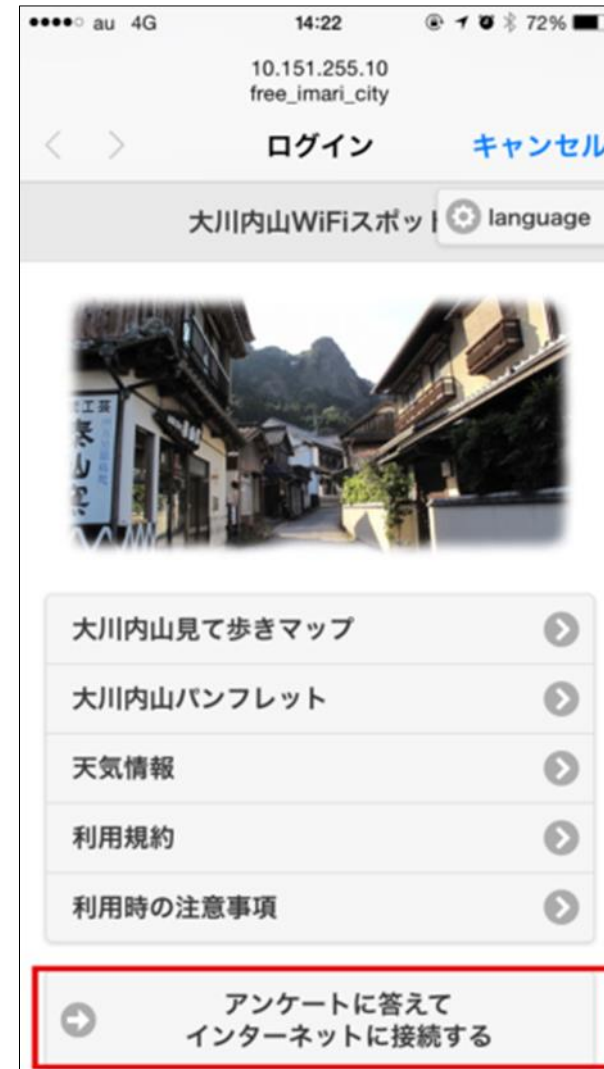 au 4G 14:22 72%
10.151.255.10
free_imari_city
ログイン キャンセル
大川内山WiFiスポット language
大川内山見て歩きマップ
大川内山パンフレット
天気情報
利用規約
利用時の注意事項
アンケートに答えて
インターネットに接続する